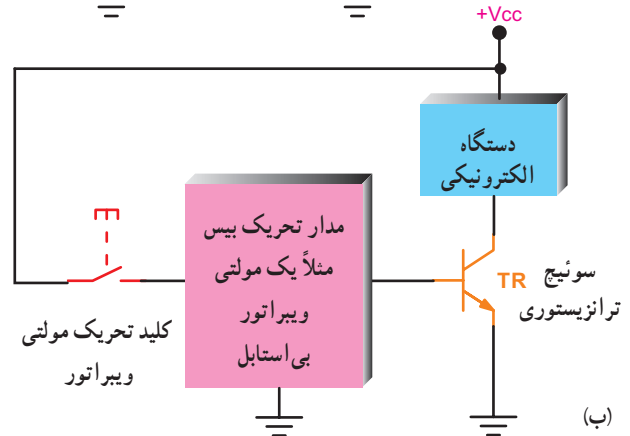 +Vcc
دستگاه
الکترونیکی
مدار تحریک بیس
مثلاً یک مولتی
ویبراتور
بی‌استابل
TR
سوئیچ
ترانزیستوری
کلید تحریک مولتی
ویبراتور
(ب)